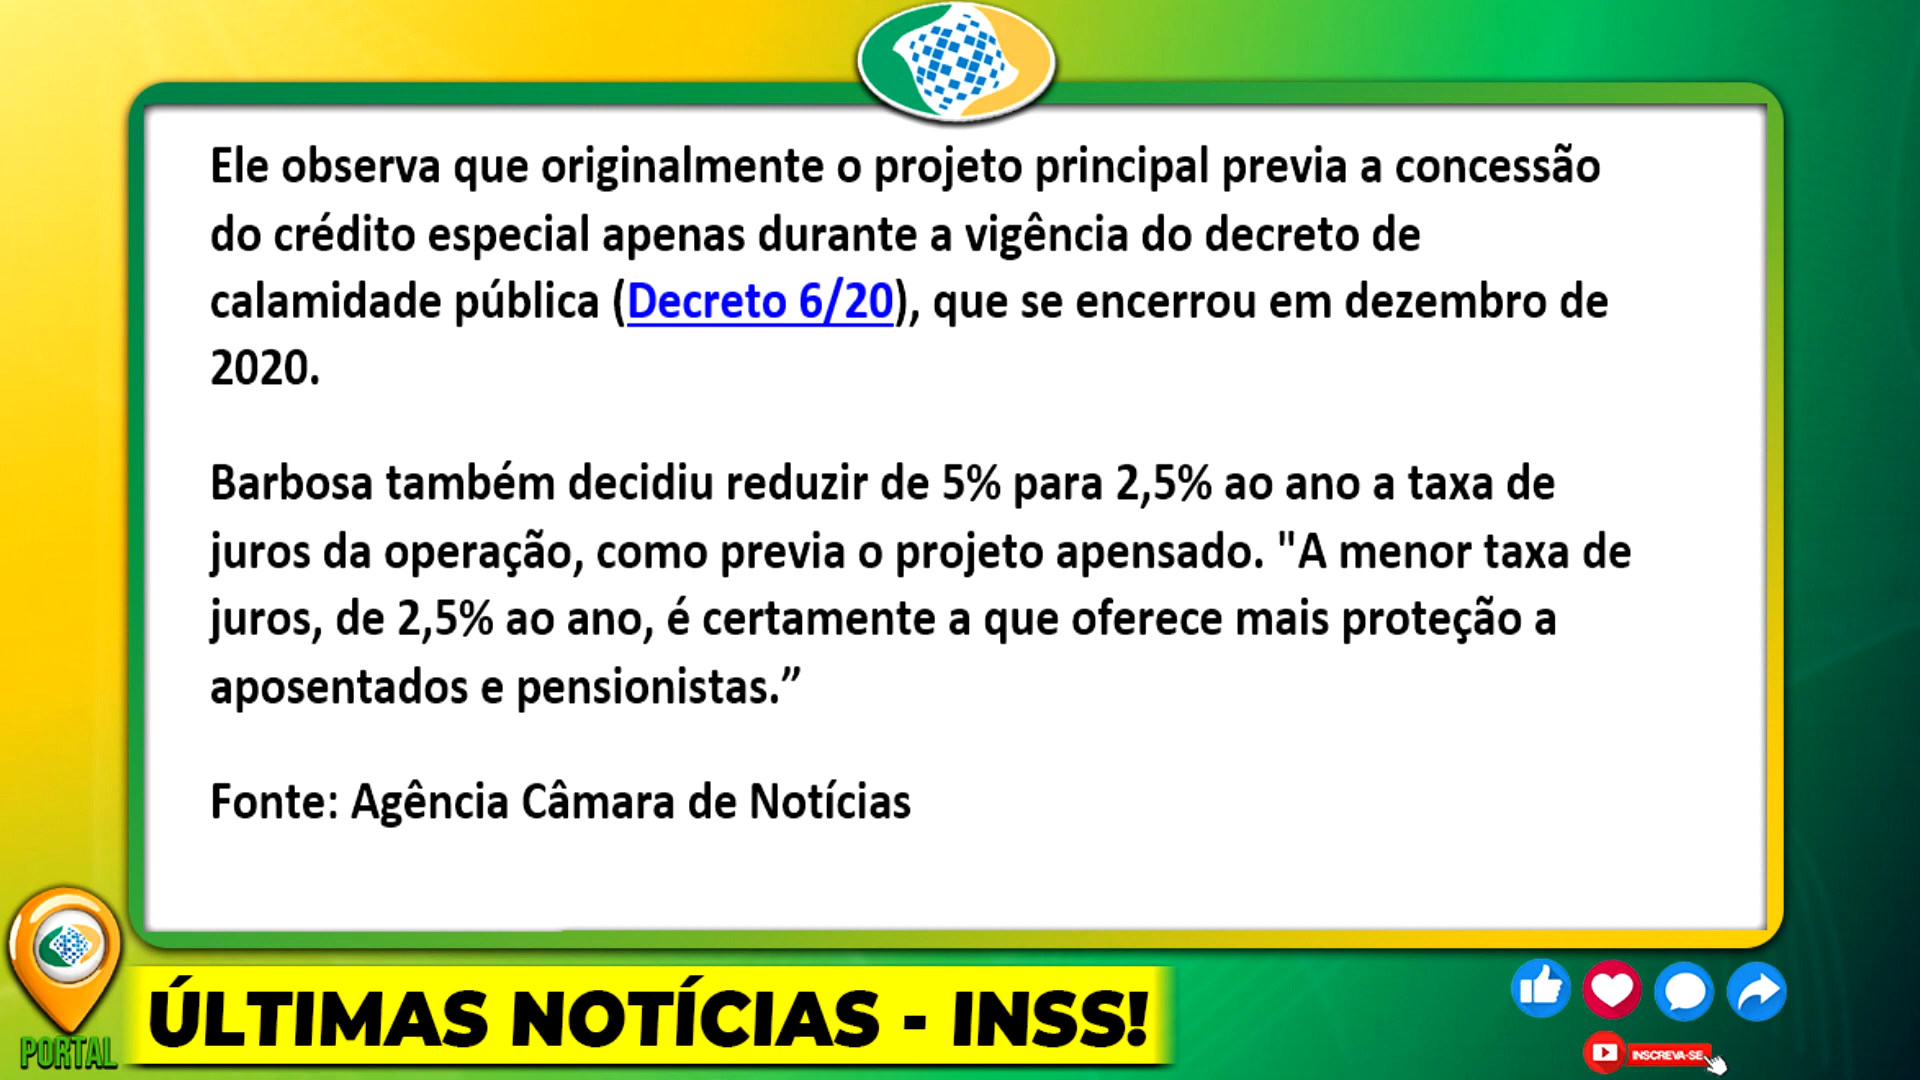 Ele observa que originalmente o projeto principal previa a concessão
do crédito especial apenas durante a vigência do decreto de
calamidade pública (Decreto 6/20), que se encerrou em dezembro de
2020.
Barbosa também decidiu reduzir de 5% para 2,5% ao ano a taxa de
juros da operação, como previa o projeto apensado. "A menor taxa de
juros, de 2,5% ao ano, é certamente a que oferece mais proteção a
aposentados e pensionistas.”
Fonte: Agência Câmara de Notícias
PORTAL
ÚLTIMAS NOTÍCIAS - INSS!
INSCREVA-SE